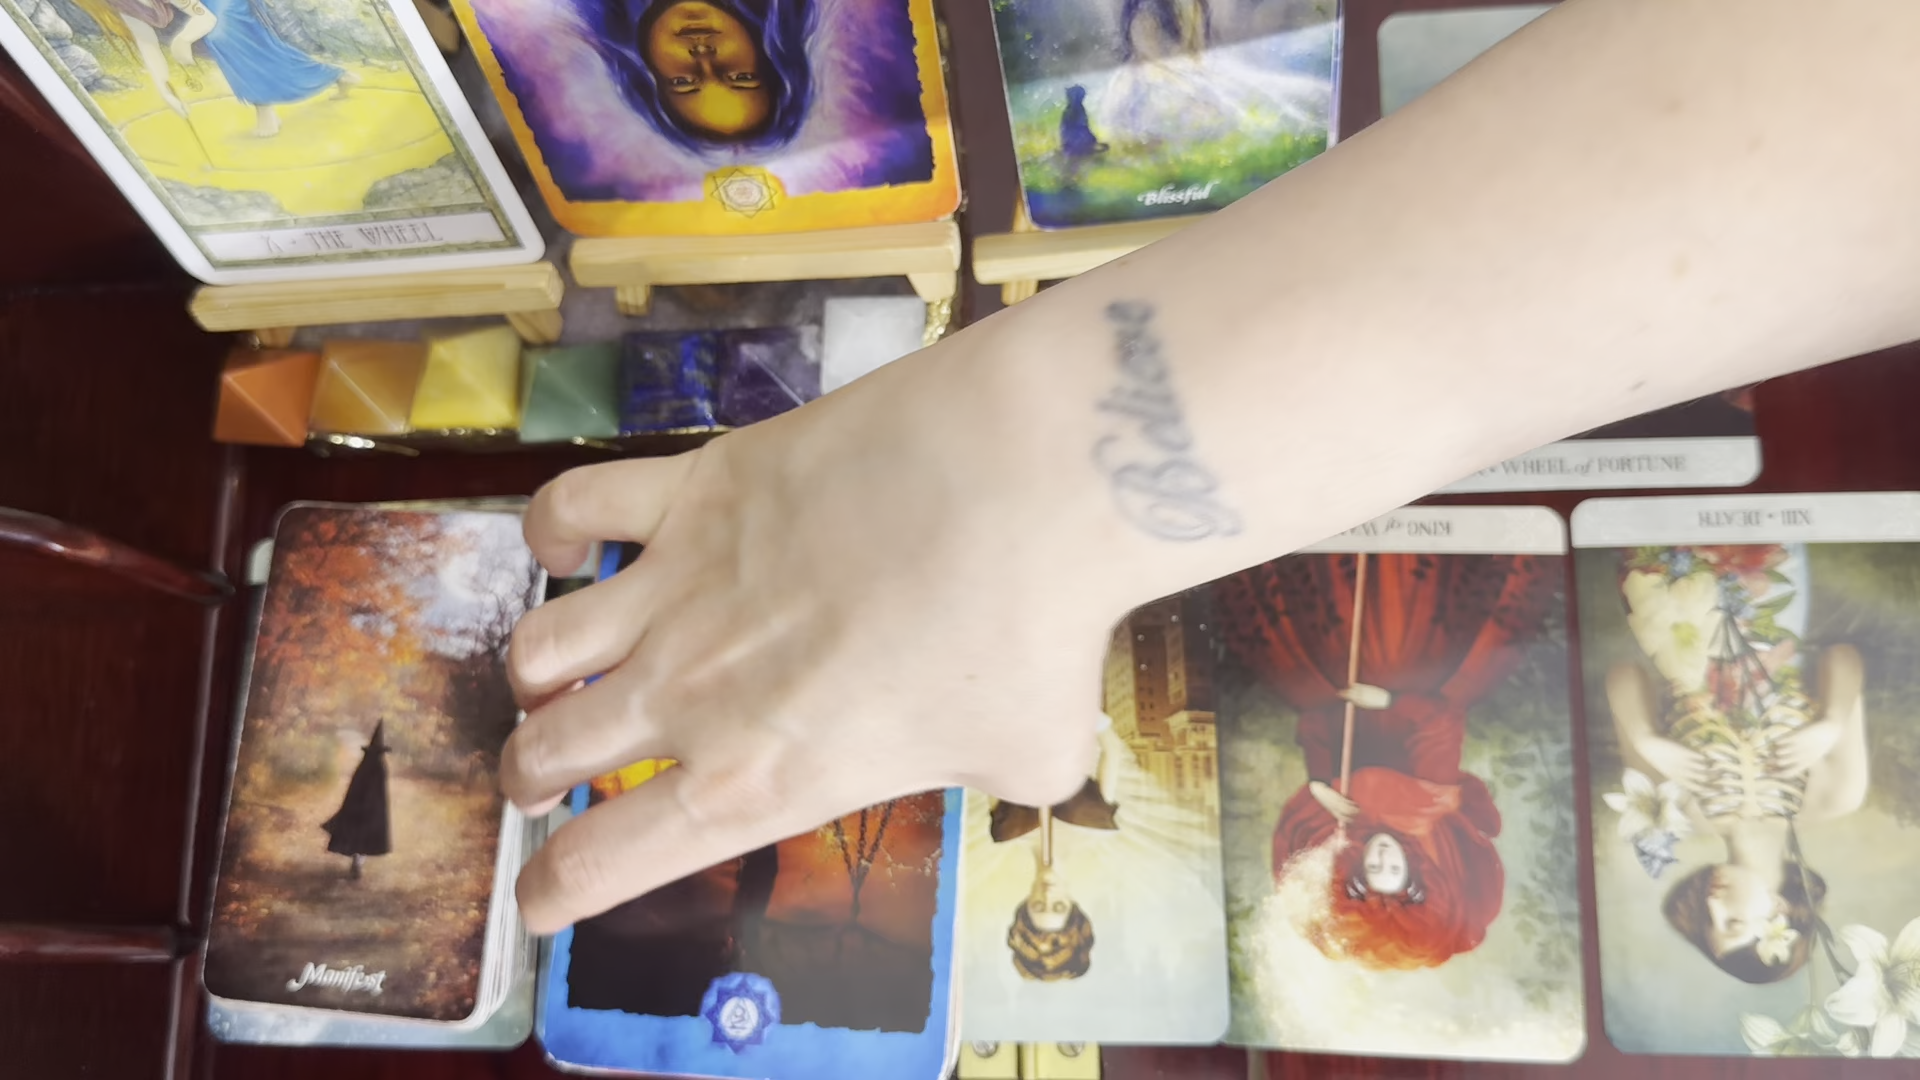 X • THE WHEEL
Blissful
Believe
WHEEL of FORTUNE
KING of
XIII • DEATH
Manifest